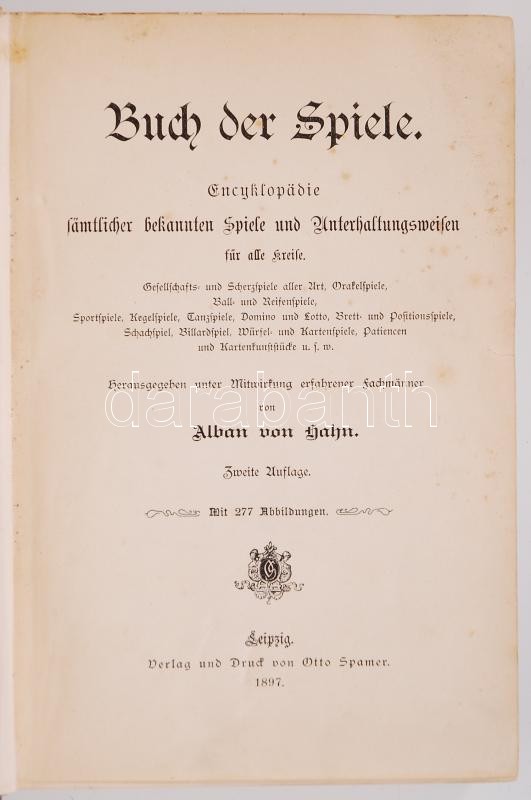 Buch der Spiele.
Encyklopädie
sämtlicher bekannten Spiele und Unterhaltungsweisen
für alle Kreise.
Gesellschafts- und Scherzspiele aller Art, Orakelspiele,
Ball- und Reifenspiele,
Sportspiele, Kegelspiele, Tanzspiele, Domino und Lotto, Brett- und Positionsspiele,
Schachspiel, Billardspiel, Würfel- und Kartenspiele, Patiencen
und Kartenkunststücke u. s. w.
Herausgegeben unter Mitwirkung erfahrener Fachmänner
darabanth
von
Alban von Hahn.
Zweite Auflage.
Mit 277 Abbildungen.
Leipzig.
Verlag und Druck von Otto Spamer.
1897.